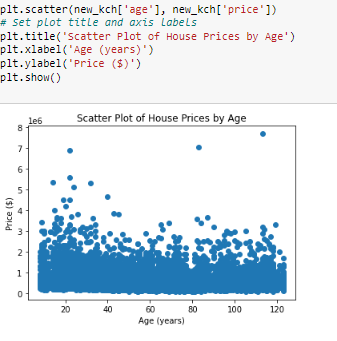 plt.scatter(new_kch['age'], new_kch['price'])
# Set plot title and axis labels
plt.title('Scatter Plot of House Prices by Age')
plt.xlabel('Age (years)')
plt.ylabel('Price ($)')
plt.show()
1e6
Scatter Plot of House Prices by Age
8
7
6
5
4
3
2
1
0
Price ($)
20 40 60 80 100 120
Age (years)